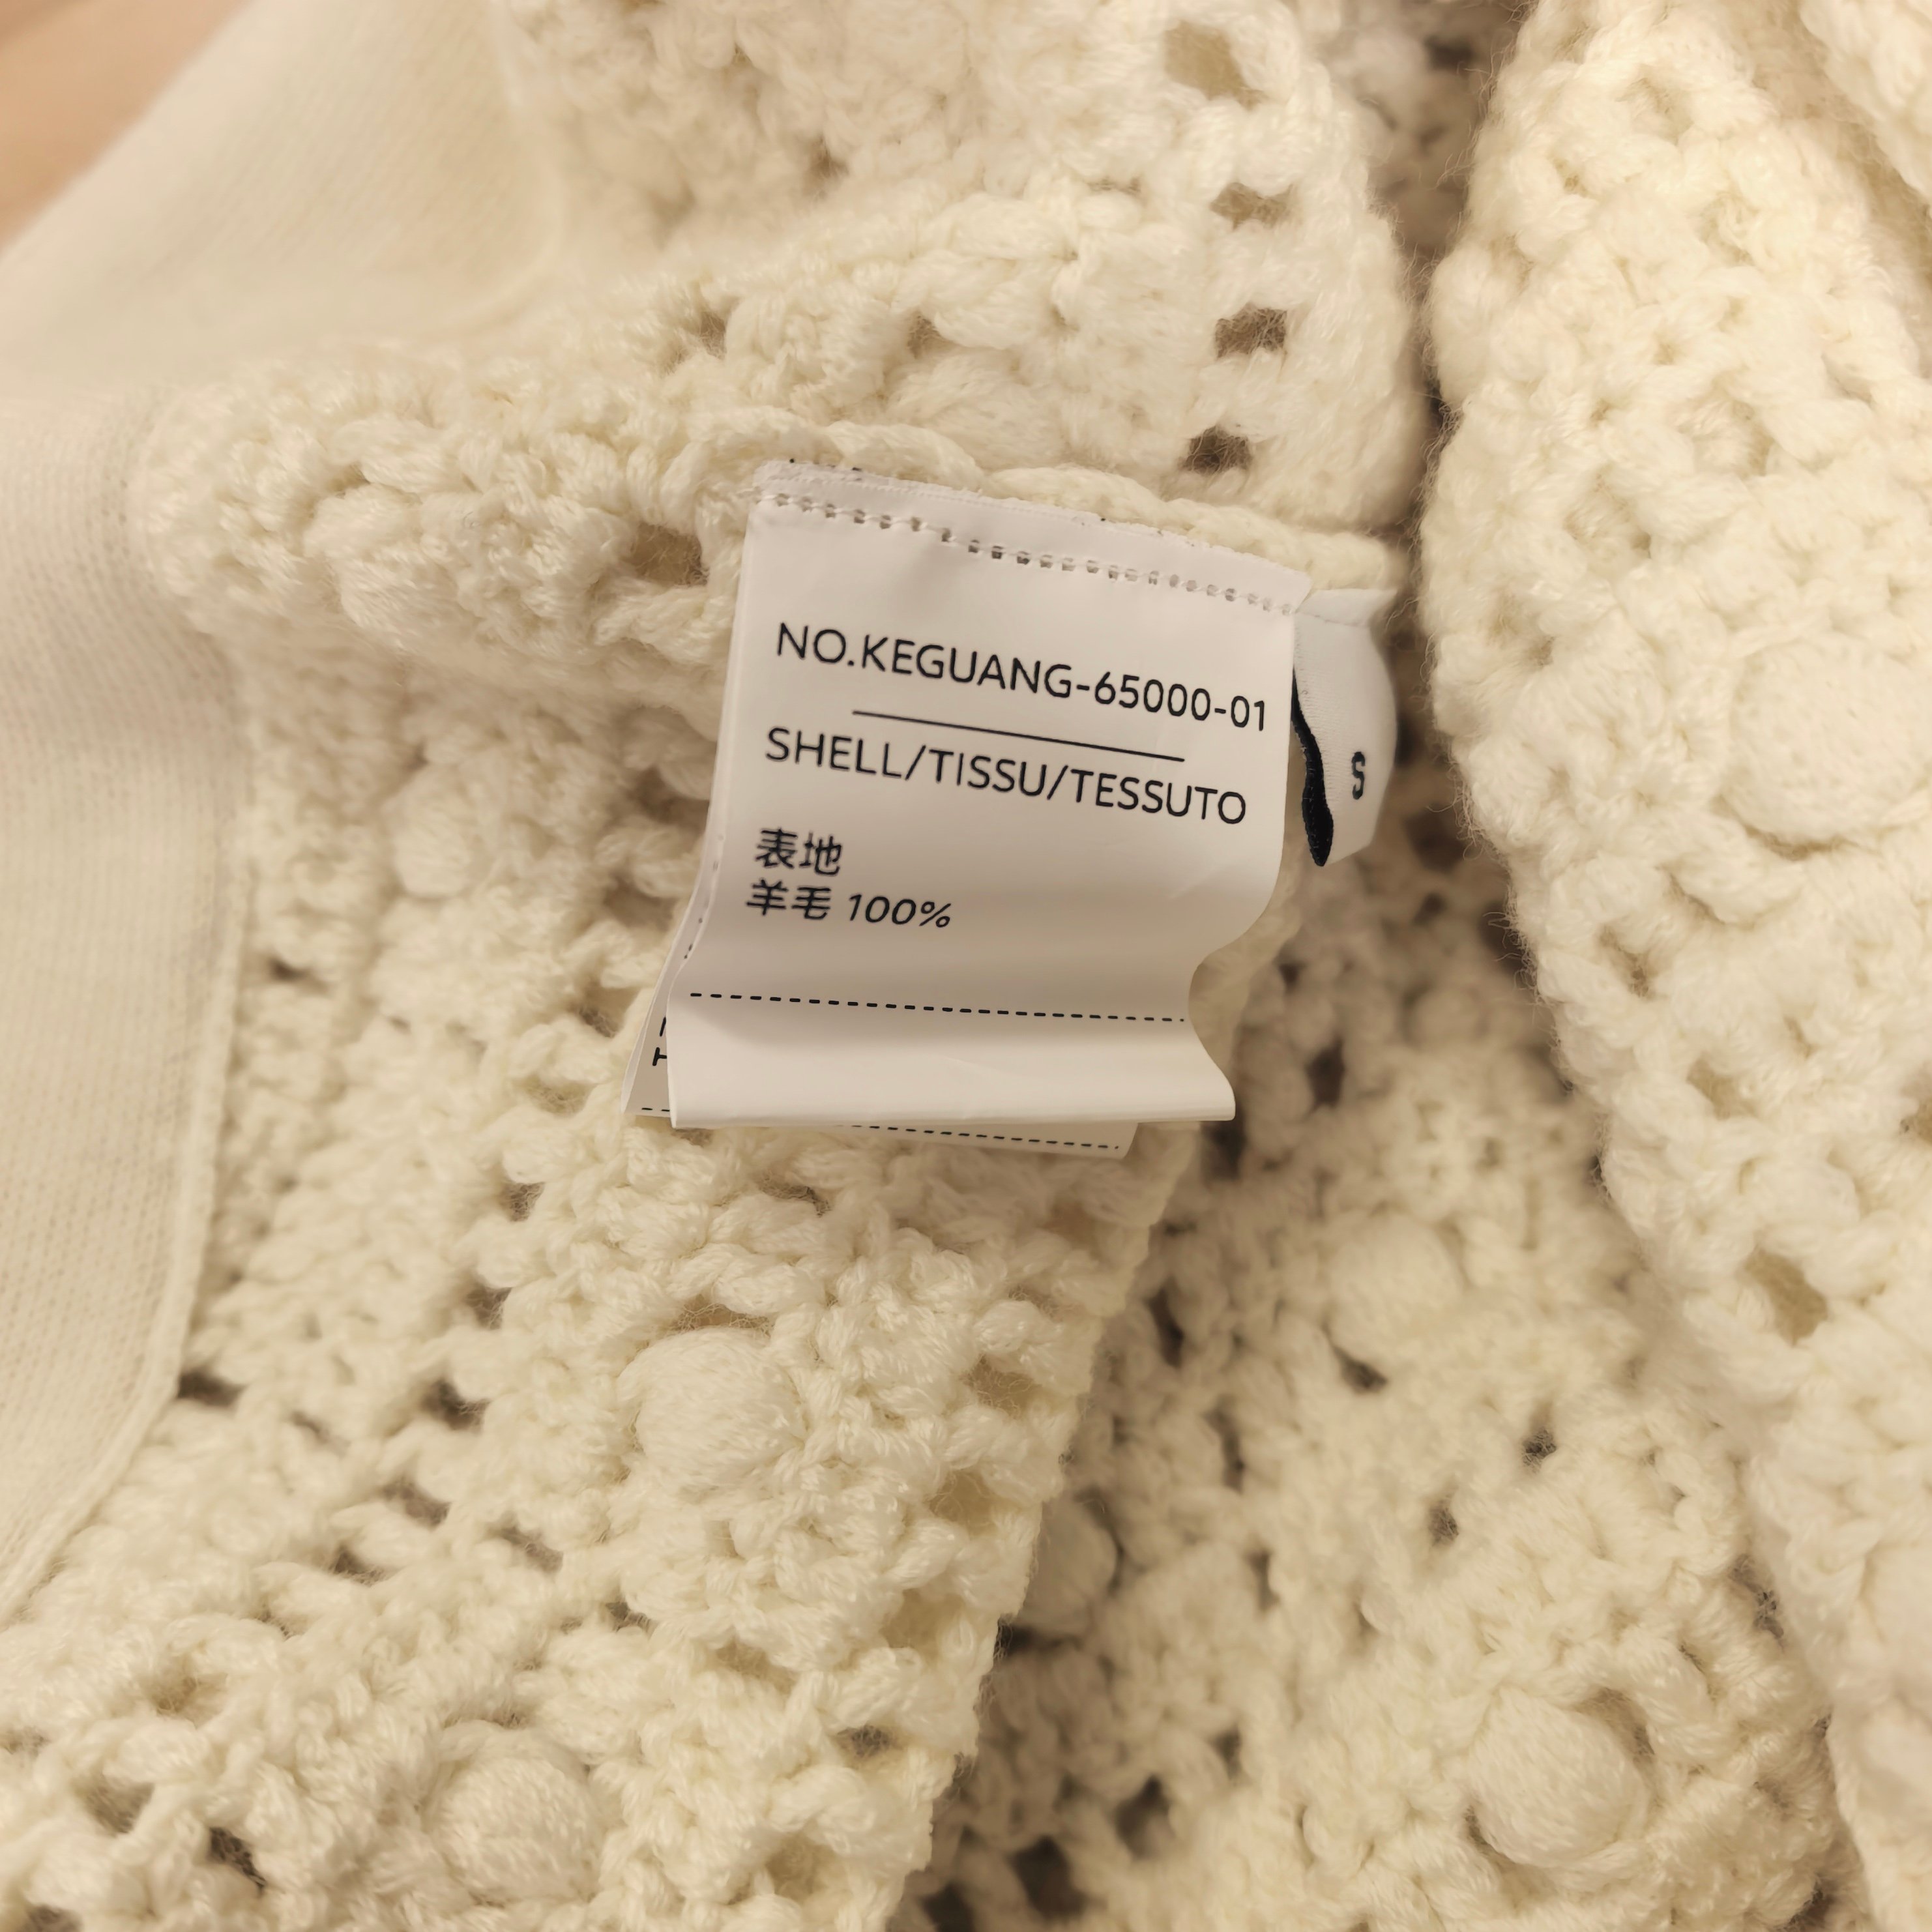 NO.KEGUANG-65000-01
SHELL/TISSU/TESSUTO
表地
羊毛 100%
S